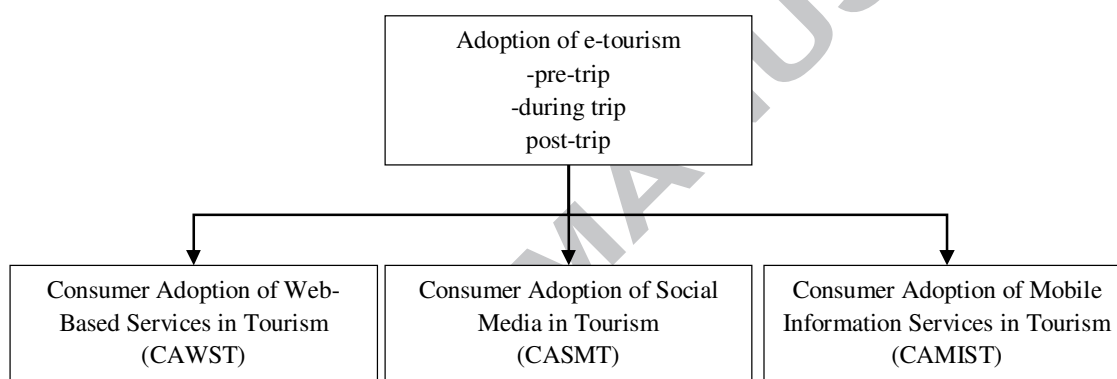 Adoption of e-tourism
-pre-trip
-during trip
post-trip
Consumer Adoption of Web-
Based Services in Tourism
(CAWST)
Consumer Adoption of Social
Media in Tourism
(CASMT)
Consumer Adoption of Mobile
Information Services in Tourism
(CAMIST)